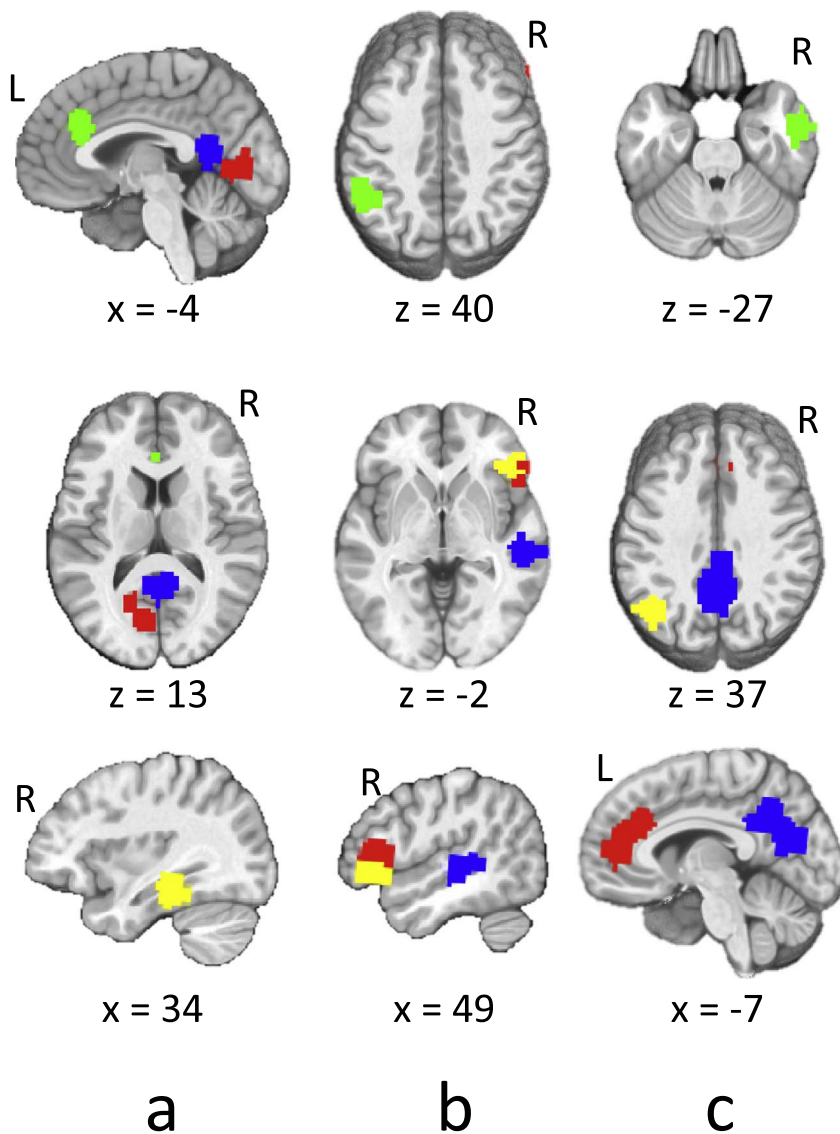 L R R
x = -4 z = 40 z = -27
R R R
z = 13 z = -2 z = 37
R R L
x = 34 x = 49 x = -7
a b c